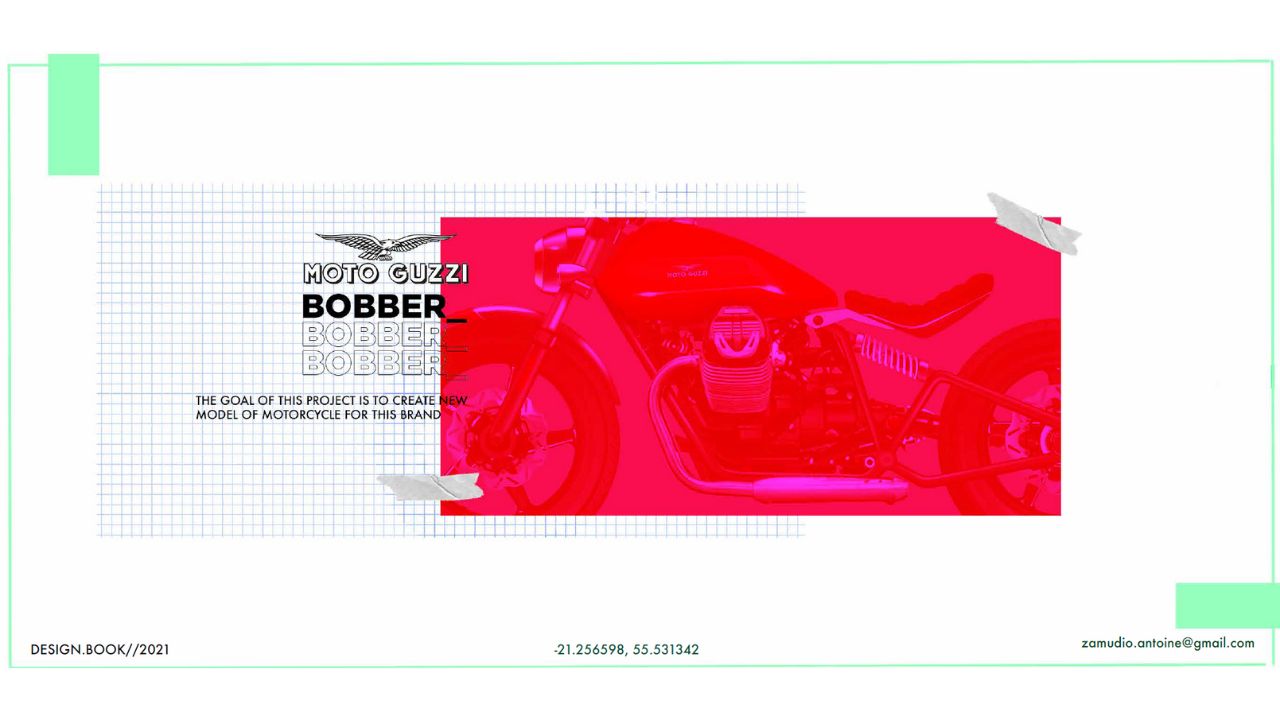 MOTO GUZZI
BOBBER_
BOBBER_
BOBBER_
THE GOAL OF THIS PROJECT IS TO CREATE NEW
MODEL OF MOTORCYCLE FOR THIS BRAND
MOTO GUZZI
DESIGN.BOOK//2021
-21.256598, 55.531342
zamudio.antoine@gmail.com